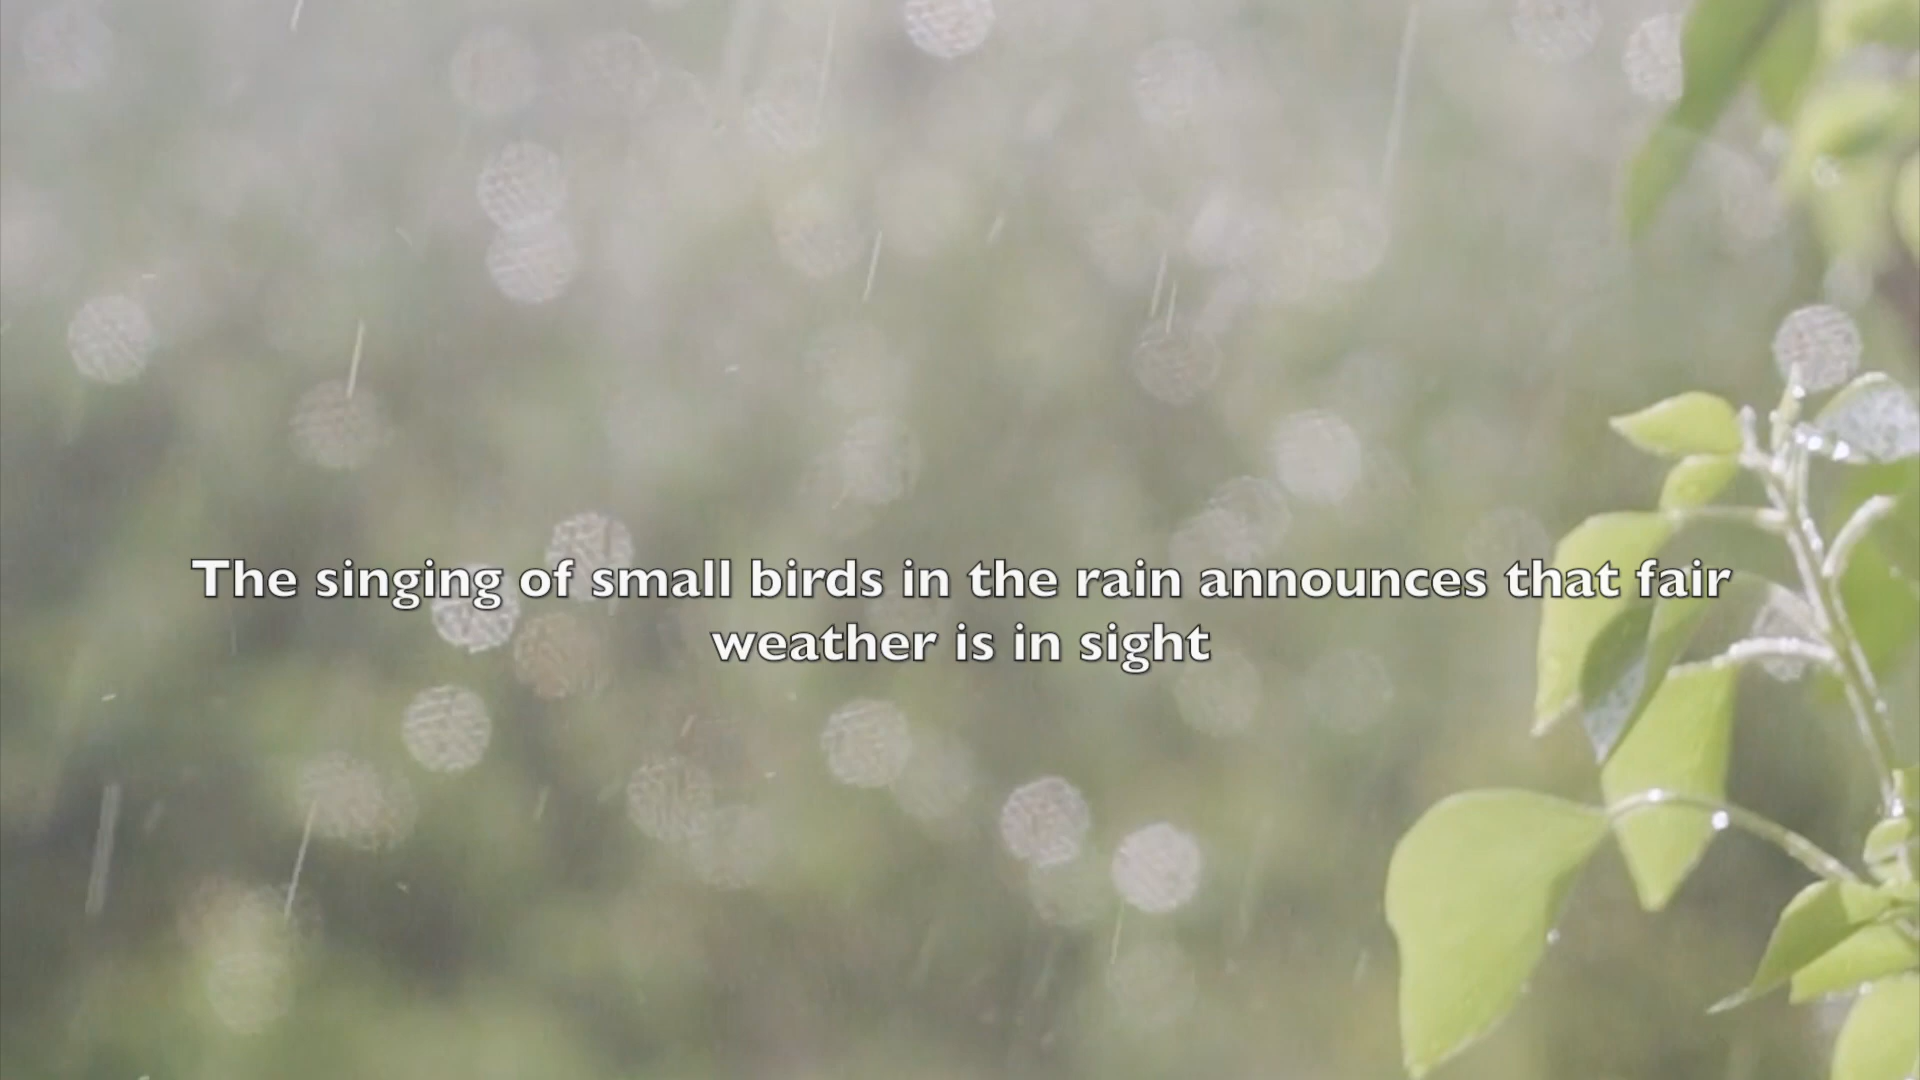 The singing of small birds in the rain announces that fair
weather is in sight